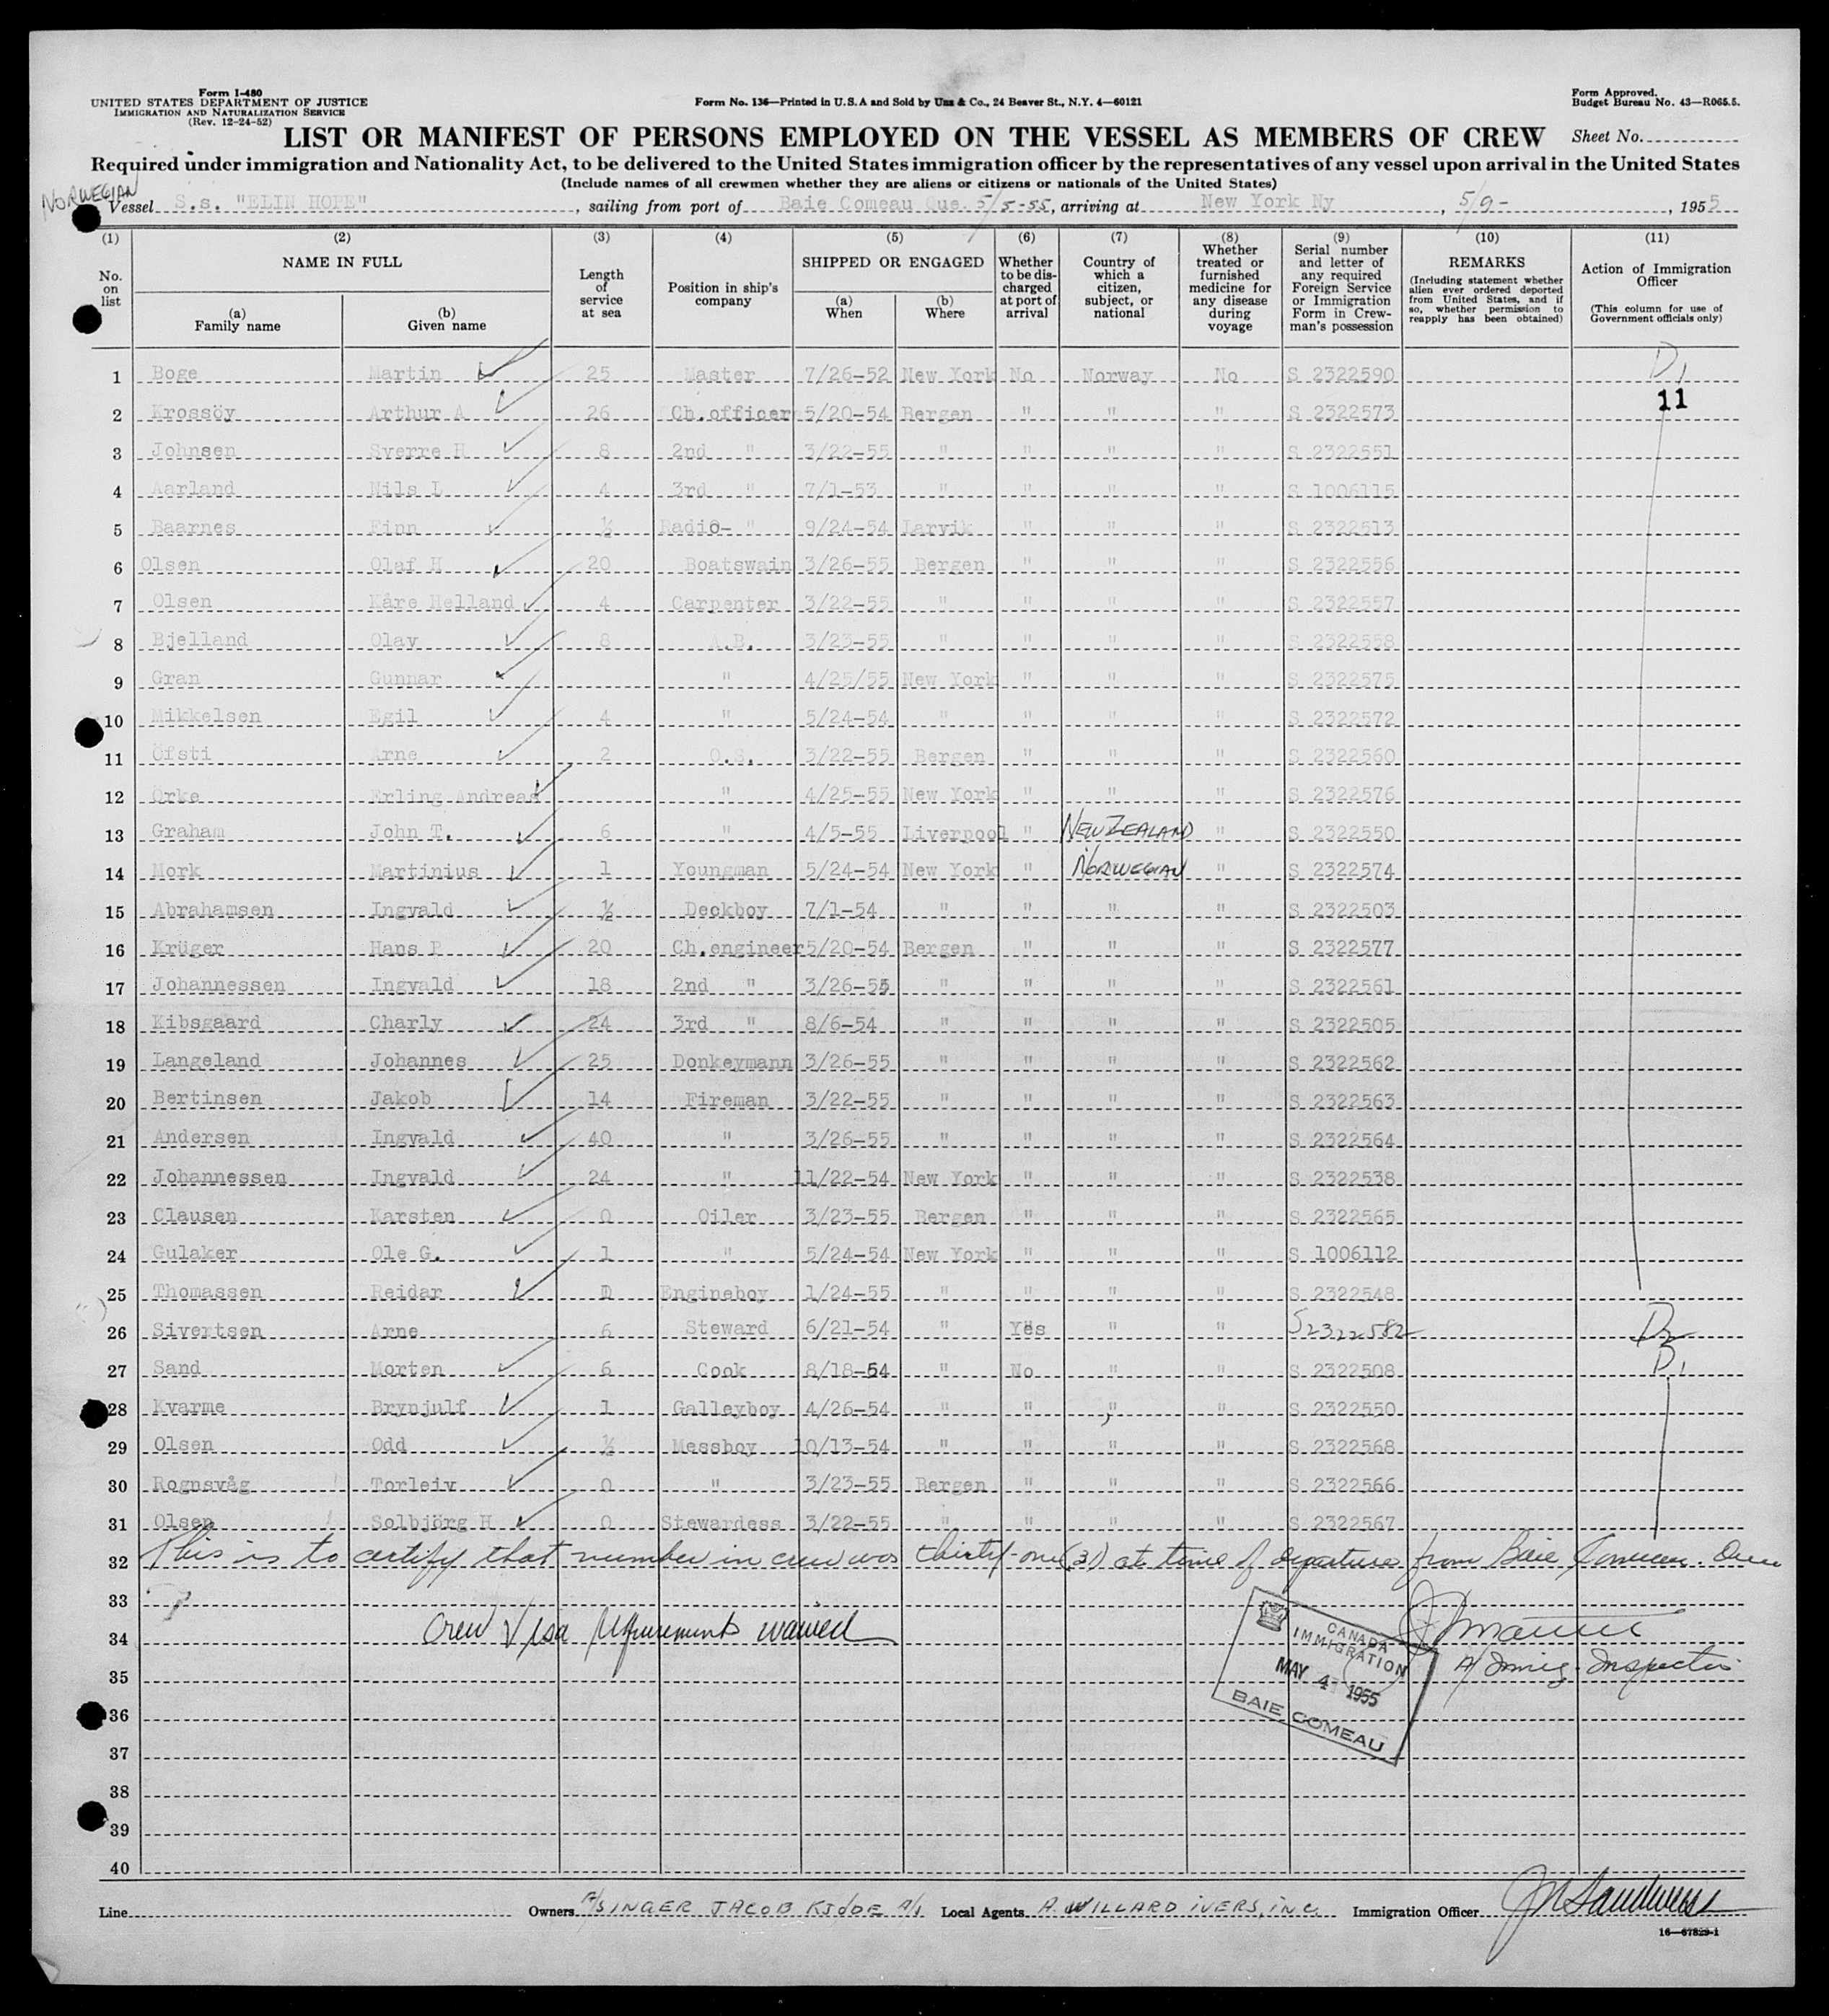 Form I-480
UNITED STATES DEPARTMENT OF JUSTICE
IMMIGRATION AND NATURALIZATION SERVICE
(Rev. 12-24-52)
Form No. 136—Printed in U.S.A and Sold by Unz & Co., 24 Beaver St., N.Y. 4—60121
Form Approved.
Budget Bureau No. 43—R065.5.
LIST OR MANIFEST OF PERSONS EMPLOYED ON THE VESSEL AS MEMBERS OF CREW Sheet No.
Required under immigration and Nationality Act, to be delivered to the United States immigration officer by the representatives of any vessel upon arrival in the United States
(Include names of all crewmen whether they are aliens or citizens or nationals of the United States)
NORWEGIAN
Vessel S.s. "ELIN HOPE", sailing from port of Baie Comeau Que. 5/5-55, arriving at New York Ny, 5/9-, 1955
(1) (2) (3) (4) (5) (6) (7) (8) (9) (10) (11)
No. on list
NAME IN FULL
(a) Family name
(b) Given name
Length of service at sea
Position in ship's company
SHIPPED OR ENGAGED
(a) When
(b) Where
Whether to be discharged at port of arrival
Country of which a citizen, subject, or national
Whether treated or furnished medicine for any disease during voyage
Serial number and letter of any required Foreign Service or Immigration Form in Crewman's possession
REMARKS
(Including statement whether alien ever ordered deported from United States, and if so, whether permission to reapply has been obtained)
Action of Immigration Officer
(This column for use of Government officials only)
1 Boge Martin 25 Master 7/26-52 New York No Norway No S 2322590 D1
11
2 Krossöy Arthur A 26 Ch.officer 5/20-54 Bergen " " " S 2322573
3 Johnsen Sverre H 8 2nd " 3/22-55 " " " " S 2322551
4 Aarland Nils L 4 3rd " 7/1-53 " " " " S 1006115
5 Baarnes Finn ½ Radio- " 9/24-54 Larvik " " " S 2322513
6 Olsen Olaf H 20 Boatswain 3/26-55 Bergen " " " S 2322556
7 Olsen Kåre Helland 4 Carpenter 3/22-55 " " " " S 2322557
8 Bjelland Olav 8 A.B. 3/23-55 " " " " S 2322558
9 Gran Gunnar " 4/25/55 New York " " " S 2322575
10 Mikkelsen Egil 4 " 5/24-54 " " " " S 2322572
11 Öfsti Arne 2 O.S. 3/22-55 Bergen " " " S 2322560
12 Örke Erling Andreas " 4/25-55 New York " " " S 2322576
13 Graham John T. 6 " 4/5-55 Liverpool " NEW ZEALAND " S 2322550
14 Mork Martinius 1 Youngman 5/24-54 New York " NORWEGIAN " S 2322574
15 Abrahamsen Ingvald ½ Deckboy 7/1-54 " " " " S 2322503
16 Krüger Hans P 20 Ch.engineer 5/20-54 Bergen " " " S 2322577
17 Johannessen Ingvald 18 2nd " 3/26-55 " " " " S 2322561
18 Kibsgaard Charly 24 3rd " 8/6-54 " " " " S 2322505
19 Langeland Johannes 25 Donkeymann 3/26-55 " " " " S 2322562
20 Bertinsen Jakob 14 Fireman 3/22-55 " " " " S 2322563
21 Andersen Ingvald 40 " 3/26-55 " " " " S 2322564
22 Johannessen Ingvald 24 " 11/22-54 New York " " " S 2322538
23 Clausen Karsten 0 Oiler 3/23-55 Bergen " " " S 2322565
24 Gulaker Ole G. 1 " 5/24-54 New York " " " S 1006112
25 Thomassen Reidar Engineboy 1/24-55 " " " " S 2322548
26 Sivertsen Arne 6 Steward 6/21-54 " Yes " " S2322582 D2
27 Sand Morten 6 Cook 8/18-54 " No " " S 2322508 D1
28 Kvarme Brynjulf 1 Galleyboy 4/26-54 " " " " S 2322550
29 Olsen Odd ½ Messboy 10/13-54 " " " " S 2322568
30 Rognsvåg Torleiv 0 " 3/23-55 Bergen " " " S 2322566
31 Olsen Solbjörg H 0 Stewardess 3/22-55 " " " " S 2322567
32 This is to certify that number in crew was thirty-one (31) at time of departure from Baie Comeau. Que
33
34 Crew Visa requirements waived
A/ Immig. Inspector
CANADA
IMMIGRATION
MAY 4 1955
BAIE COMEAU
35
36
37
38
39
40
Line Owners A/S INGER JACOB KJØDE A/S Local Agents A. WILLARD IVERS, INC. Immigration Officer
16—67829-1